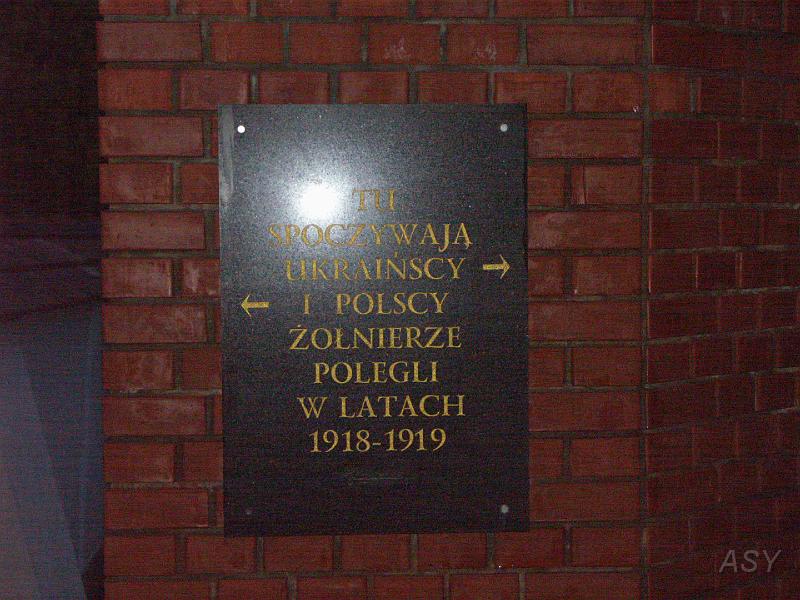 TU
SPOCZYWAJĄ
UKRAIŃSCY →
← I POLSCY
ŻOŁNIERZE
POLEGLI
W LATACH
1918-1919
ASY